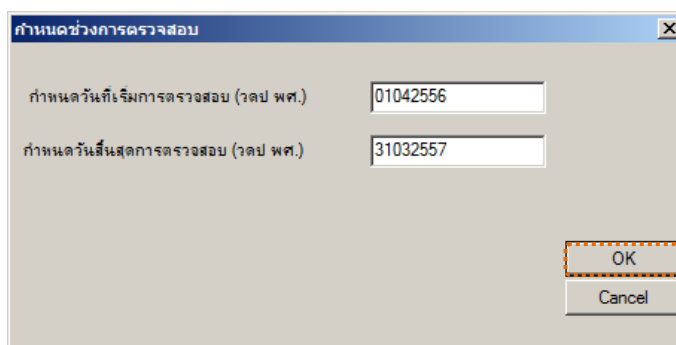 กำหนดช่วงการตรวจสอบ
กำหนดวันที่เริ่มการตรวจสอบ (วดป พศ.) 01042556
กำหนดวันสิ้นสุดการตรวจสอบ (วดป พศ.) 31032557
OK
Cancel